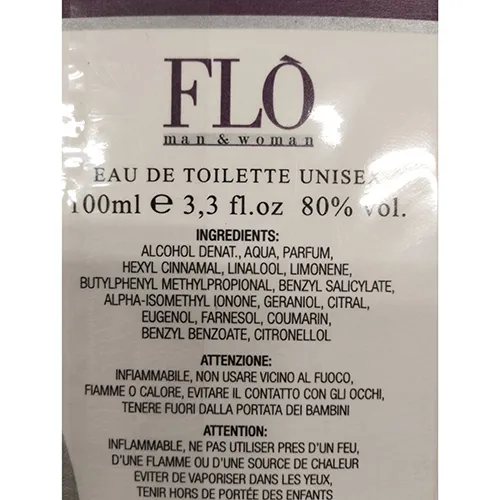 FLÒ
man & woman
EAU DE TOILETTE UNISEX
100ml e 3,3 fl.oz 80% vol.
INGREDIENTS:
ALCOHOL DENAT., AQUA, PARFUM,
HEXYL CINNAMAL, LINALOOL, LIMONENE,
BUTYLPHENYL METHYLPROPIONAL, BENZYL SALICYLATE,
ALPHA-ISOMETHYL IONONE, GERANIOL, CITRAL,
EUGENOL, FARNESOL, COUMARIN,
BENZYL BENZOATE, CITRONELLOL
ATTENZIONE:
INFIAMMABILE, NON USARE VICINO AL FUOCO,
FIAMME O CALORE, EVITARE IL CONTATTO CON GLI OCCHI,
TENERE FUORI DALLA PORTATA DEI BAMBINI
ATTENTION:
INFLAMMABLE, NE PAS UTILISER PRES D'UN FEU,
D'UNE FLAMME OU D'UNE SOURCE DE CHALEUR
EVITER DE VAPORISER DANS LES YEUX,
TENIR HORS DE PORTÉE DES ENFANTS